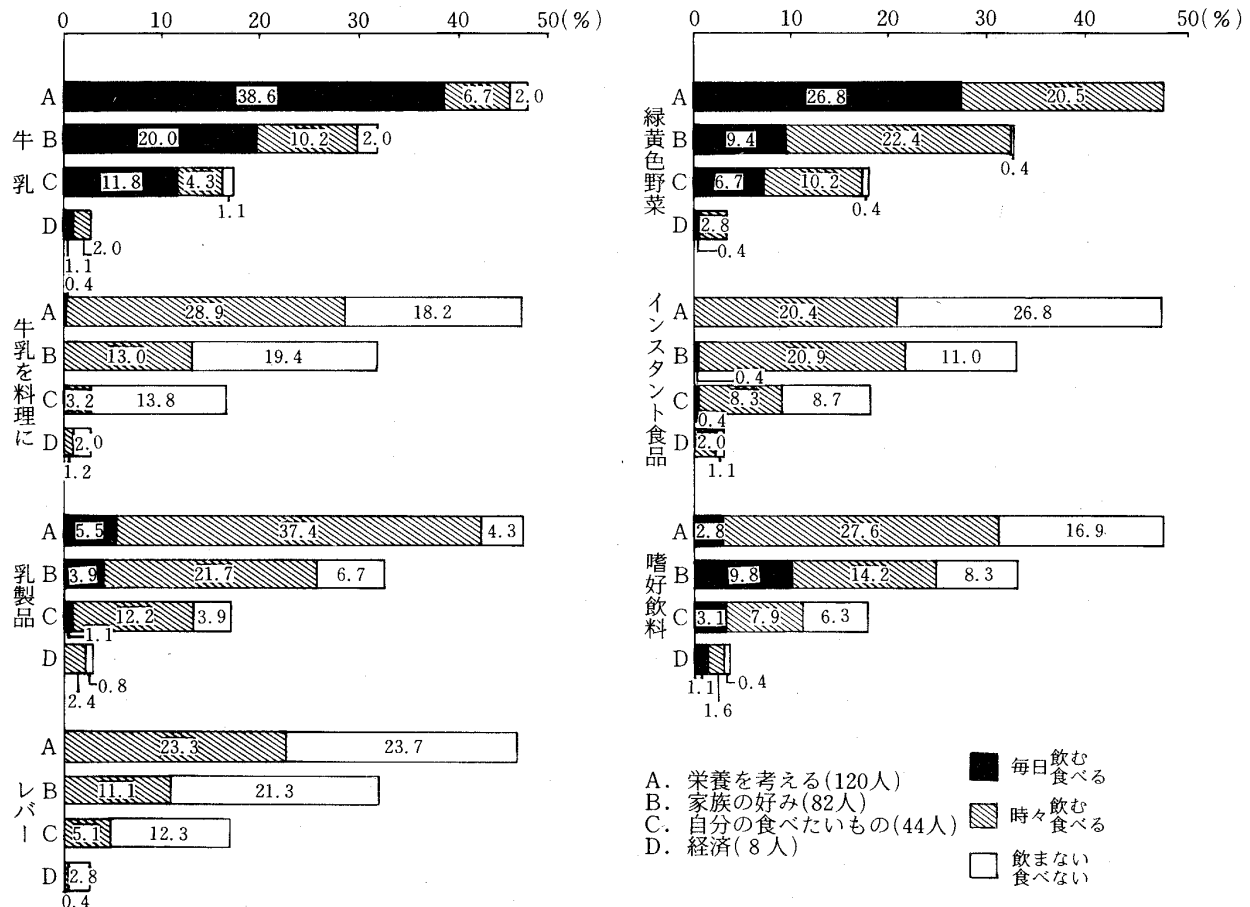 0 10 20 30 40 50(%)
牛乳
A 38.6 6.7 2.0
B 20.0 10.2 2.0
C 11.8 4.3
1.1
D
2.0
1.1
牛乳を料理に
0.4
A 28.9 18.2
B 13.0 19.4
C 3.2 13.8
D 2.0
1.2
乳製品
A 5.5 37.4 4.3
B 3.9 21.7 6.7
C 12.2 3.9
1.1
D
0.8
2.4
レバー
A 23.3 23.7
B 11.1 21.3
C 5.1 12.3
D 2.8
0.4
0 10 20 30 40 50(%)
緑黄色野菜
A 26.8 20.5
B 9.4 22.4
0.4
C 6.7 10.2
0.4
D 2.8
0.4
インスタント食品
A 20.4 26.8
B 20.9 11.0
0.4
C 8.3 8.7
0.4
D 2.0
1.1
嗜好飲料
A 2.8 27.6 16.9
B 9.8 14.2 8.3
C 3.1 7.9 6.3
D
1.1 0.4
1.6
A. 栄養を考える(120人)
B. 家族の好み(82人)
C. 自分の食べたいもの(44人)
D. 経済(8人)
毎日飲む
食べる
時々飲む
食べる
飲まない
食べない